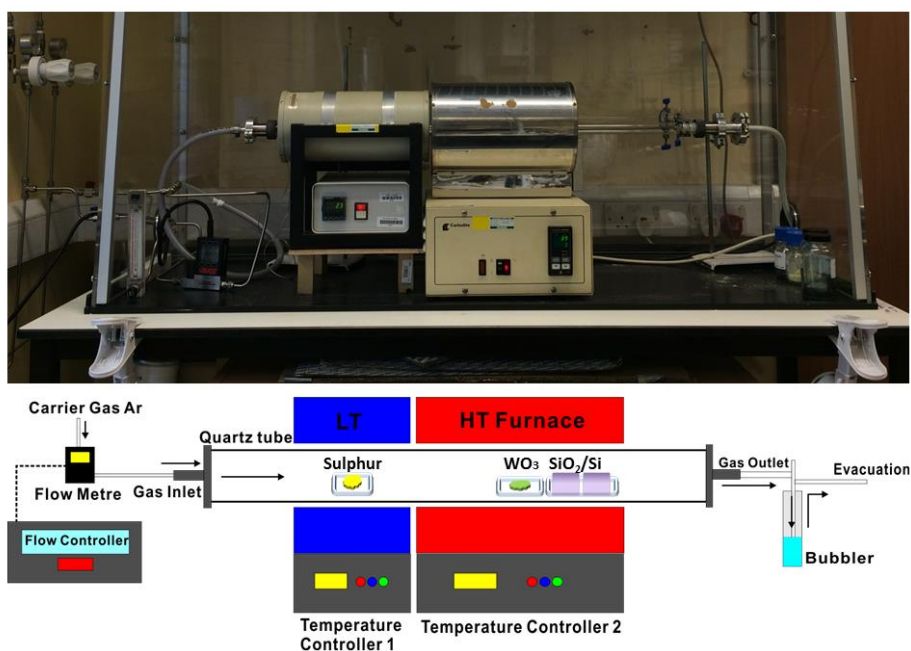 Carbolite
Carrier Gas Ar
Quartz tube
LT
HT Furnace
Sulphur
WO₃
SiO₂/Si
Gas Outlet
Evacuation
Flow Metre
Gas Inlet
Flow Controller
Bubbler
Temperature
Controller 1
Temperature Controller 2